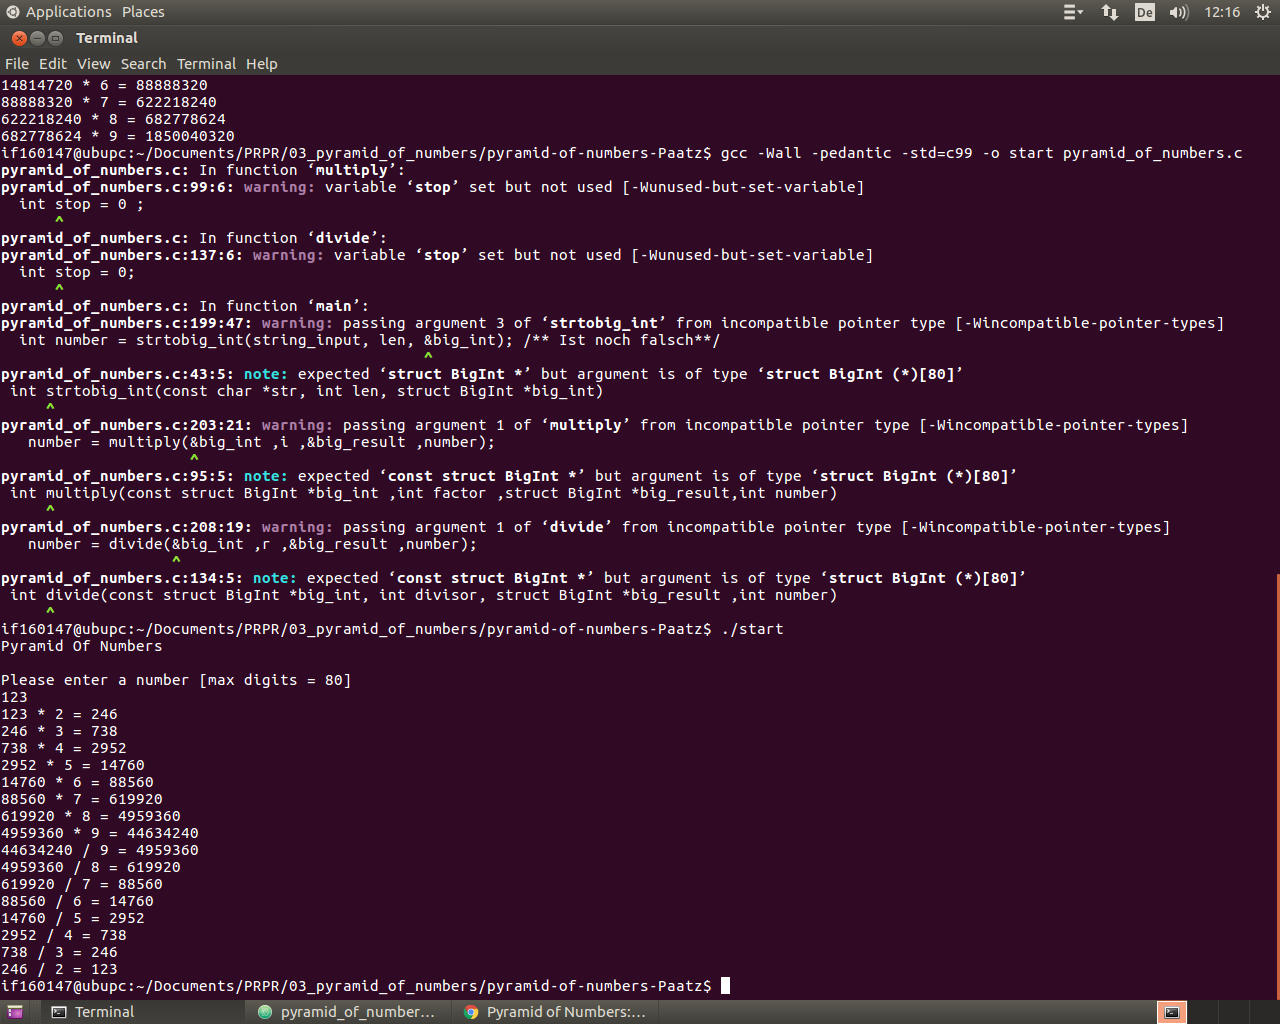 Applications Places De 12:16
Terminal
File Edit View Search Terminal Help
14814720 * 6 = 88888320
88888320 * 7 = 622218240
622218240 * 8 = 682778624
682778624 * 9 = 1850040320
if160147@ubupc:~/Documents/PRPR/03_pyramid_of_numbers/pyramid-of-numbers-Paatz$ gcc -Wall -pedantic -std=c99 -o start pyramid_of_numbers.c
pyramid_of_numbers.c: In function ‘multiply’:
pyramid_of_numbers.c:99:6: warning: variable ‘stop’ set but not used [-Wunused-but-set-variable]
  int stop = 0 ;
      ^
pyramid_of_numbers.c: In function ‘divide’:
pyramid_of_numbers.c:137:6: warning: variable ‘stop’ set but not used [-Wunused-but-set-variable]
  int stop = 0;
      ^
pyramid_of_numbers.c: In function ‘main’:
pyramid_of_numbers.c:199:47: warning: passing argument 3 of ‘strtobig_int’ from incompatible pointer type [-Wincompatible-pointer-types]
  int number = strtobig_int(string_input, len, &big_int); /** Ist noch falsch**/
                                               ^
pyramid_of_numbers.c:43:5: note: expected ‘struct BigInt *’ but argument is of type ‘struct BigInt (*)[80]’
 int strtobig_int(const char *str, int len, struct BigInt *big_int)
     ^
pyramid_of_numbers.c:203:21: warning: passing argument 1 of ‘multiply’ from incompatible pointer type [-Wincompatible-pointer-types]
   number = multiply(&big_int ,i ,&big_result ,number);
                     ^
pyramid_of_numbers.c:95:5: note: expected ‘const struct BigInt *’ but argument is of type ‘struct BigInt (*)[80]’
 int multiply(const struct BigInt *big_int ,int factor ,struct BigInt *big_result,int number)
     ^
pyramid_of_numbers.c:208:19: warning: passing argument 1 of ‘divide’ from incompatible pointer type [-Wincompatible-pointer-types]
   number = divide(&big_int ,r ,&big_result ,number);
                   ^
pyramid_of_numbers.c:134:5: note: expected ‘const struct BigInt *’ but argument is of type ‘struct BigInt (*)[80]’
 int divide(const struct BigInt *big_int, int divisor, struct BigInt *big_result ,int number)
     ^
if160147@ubupc:~/Documents/PRPR/03_pyramid_of_numbers/pyramid-of-numbers-Paatz$ ./start
Pyramid Of Numbers
Please enter a number [max digits = 80]
123
123 * 2 = 246
246 * 3 = 738
738 * 4 = 2952
2952 * 5 = 14760
14760 * 6 = 88560
88560 * 7 = 619920
619920 * 8 = 4959360
4959360 * 9 = 44634240
44634240 / 9 = 4959360
4959360 / 8 = 619920
619920 / 7 = 88560
88560 / 6 = 14760
14760 / 5 = 2952
2952 / 4 = 738
738 / 3 = 246
246 / 2 = 123
if160147@ubupc:~/Documents/PRPR/03_pyramid_of_numbers/pyramid-of-numbers-Paatz$
Terminal pyramid_of_number... Pyramid of Numbers:...